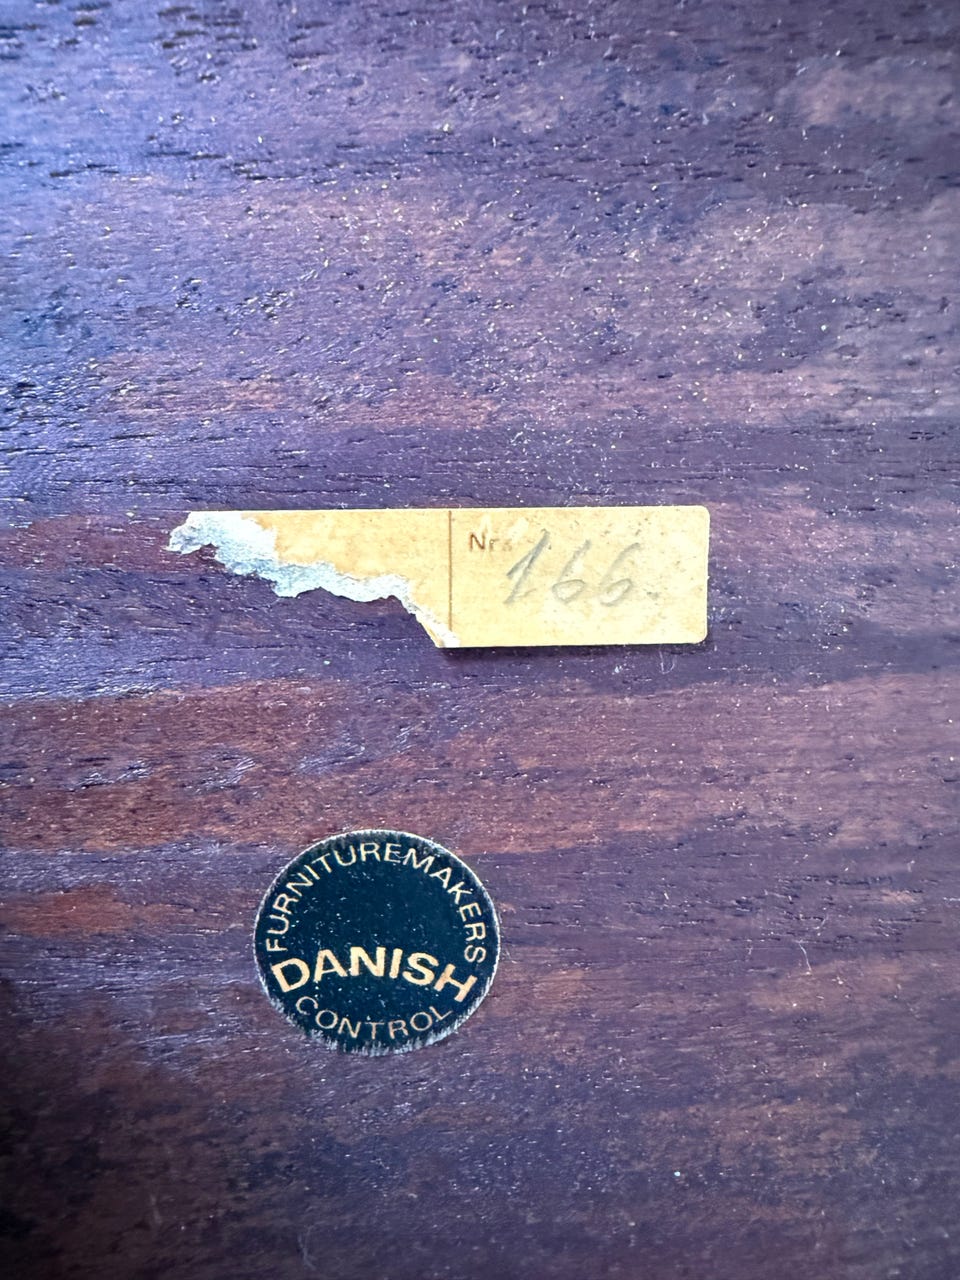 Nr. 166
FURNITUREMAKERS
DANISH
CONTROL